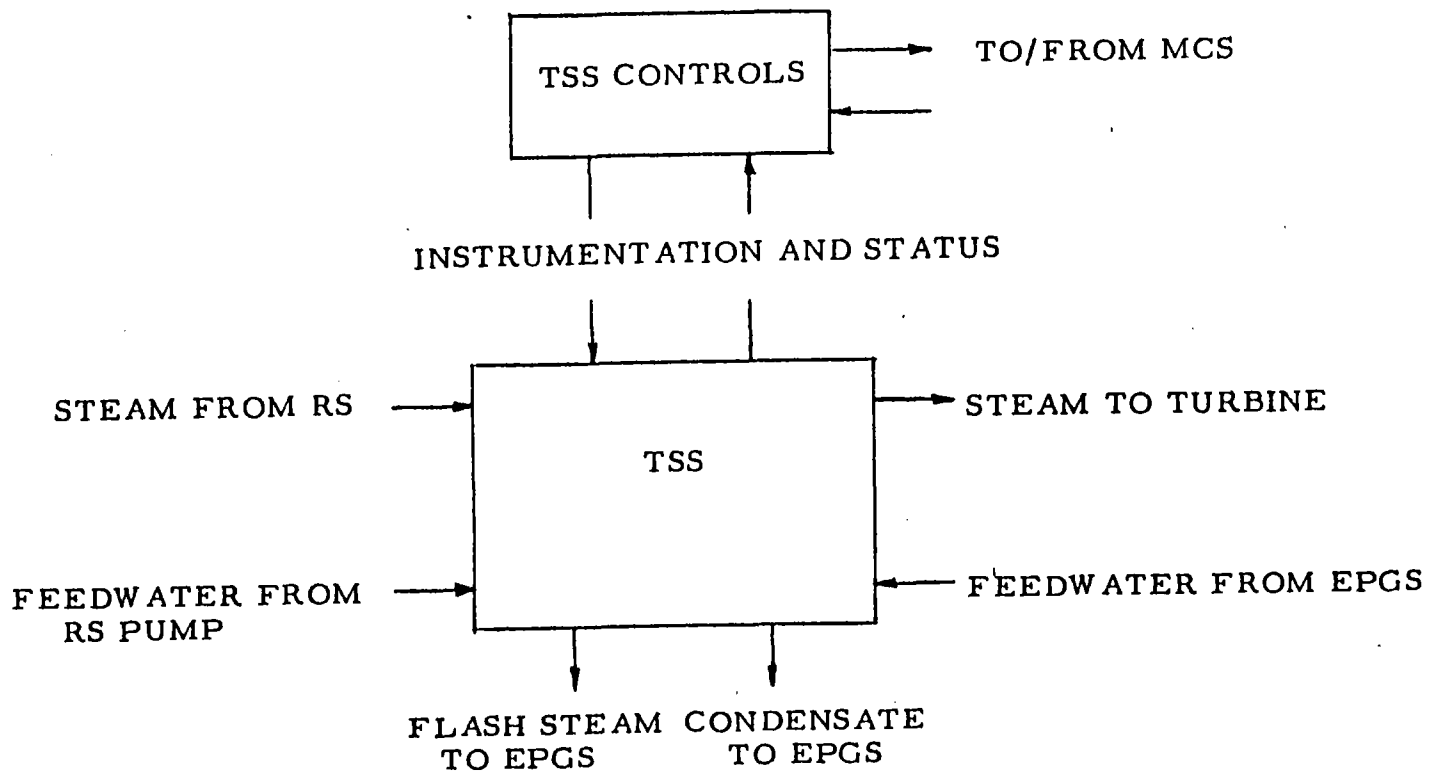 TSS CONTROLS
TO/FROM MCS
INSTRUMENTATION AND STATUS
STEAM FROM RS
STEAM TO TURBINE
TSS
FEEDWATER FROM
RS PUMP
FEEDWATER FROM EPGS
FLASH STEAM
TO EPGS
CONDENSATE
TO EPGS